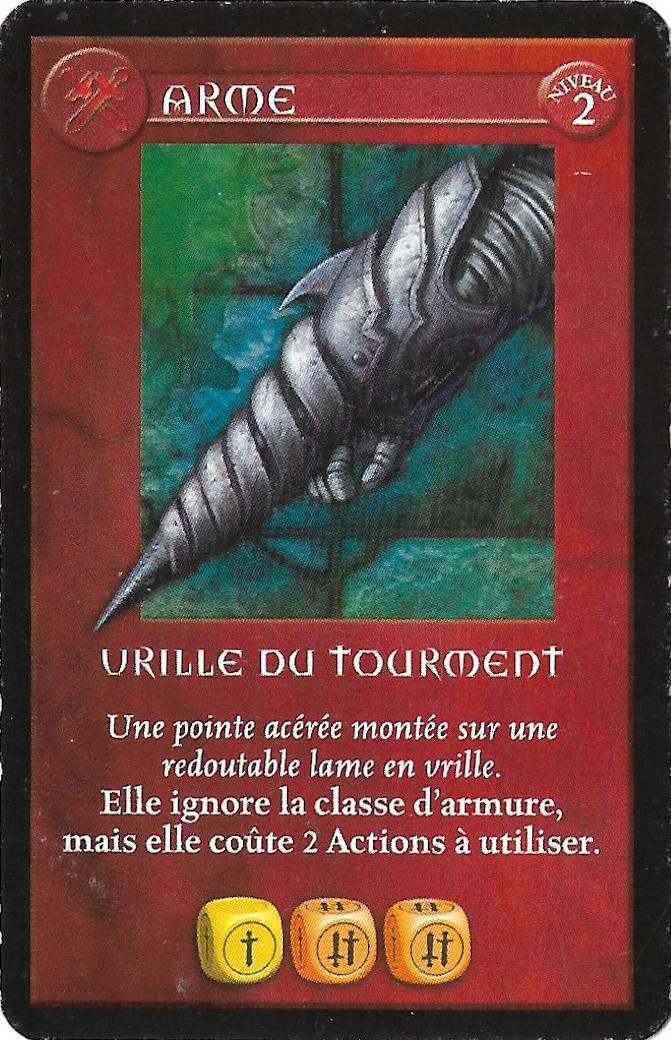 ARME
NIVEAU
2
VRILLE DU TOURMENT
Une pointe acérée montée sur une
redoutable lame en vrille.
Elle ignore la classe d'armure,
mais elle coûte 2 Actions à utiliser.